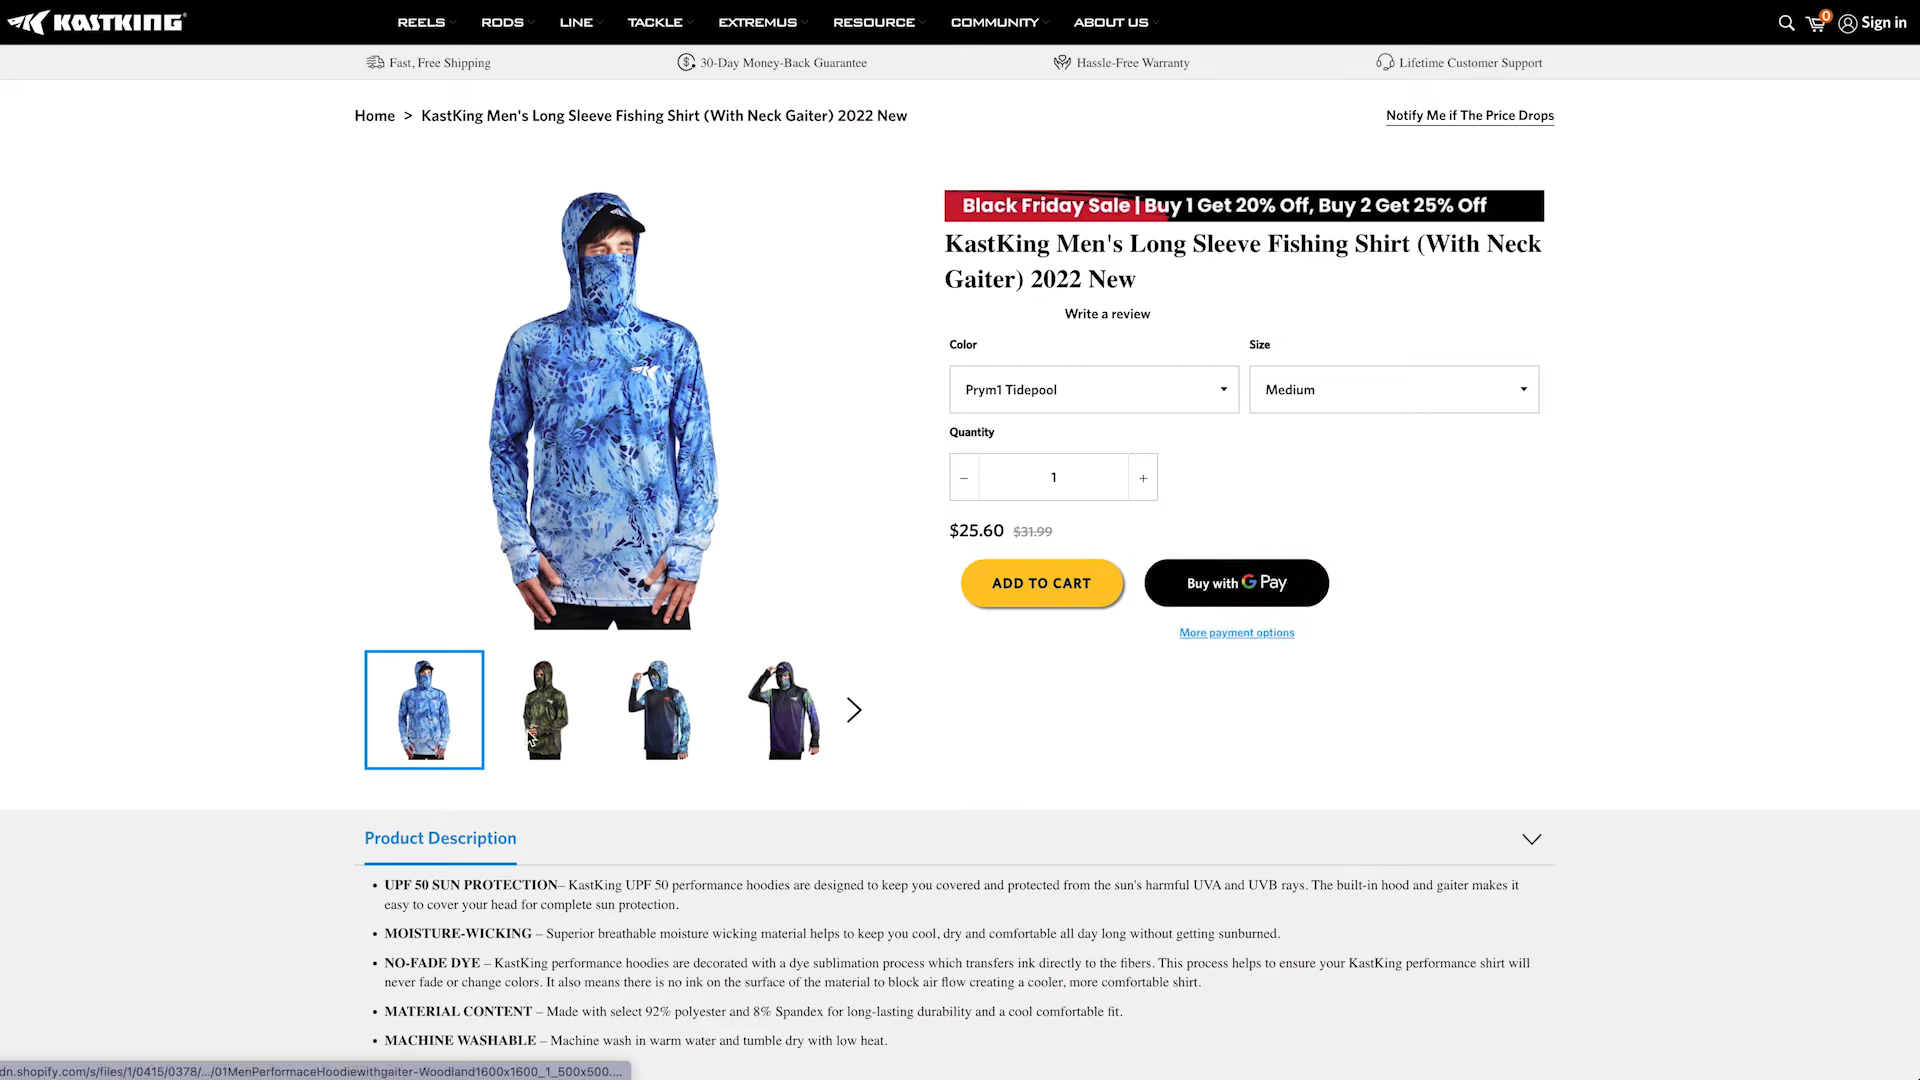 KASTKING
REELS RODS LINE TACKLE EXTREMUS RESOURCE COMMUNITY ABOUT US
0 Sign in
Fast, Free Shipping
30-Day Money-Back Guarantee
Hassle-Free Warranty
Lifetime Customer Support
Home > KastKing Men's Long Sleeve Fishing Shirt (With Neck Gaiter) 2022 New
Notify Me if The Price Drops
Black Friday Sale | Buy 1 Get 20% Off, Buy 2 Get 25% Off
KastKing Men's Long Sleeve Fishing Shirt (With Neck
Gaiter) 2022 New
Write a review
Color
Size
Prym1 Tidepool
Medium
Quantity
− 1 +
$25.60 $31.99
ADD TO CART
Buy with G Pay
More payment options
Product Description
• UPF 50 SUN PROTECTION– KastKing UPF 50 performance hoodies are designed to keep you covered and protected from the sun's harmful UVA and UVB rays. The built-in hood and gaiter makes it
easy to cover your head for complete sun protection.
• MOISTURE-WICKING – Superior breathable moisture wicking material helps to keep you cool, dry and comfortable all day long without getting sunburned.
• NO-FADE DYE – KastKing performance hoodies are decorated with a dye sublimation process which transfers ink directly to the fibers. This process helps to ensure your KastKing performance shirt will
never fade or change colors. It also means there is no ink on the surface of the material to block air flow creating a cooler, more comfortable shirt.
• MATERIAL CONTENT – Made with select 92% polyester and 8% Spandex for long-lasting durability and a cool comfortable fit.
• MACHINE WASHABLE – Machine wash in warm water and tumble dry with low heat.
dn.shopify.com/s/files/1/0415/0378/.../01MenPerformaceHoodiewithgaiter-Woodland1600x1600_1_500x500....